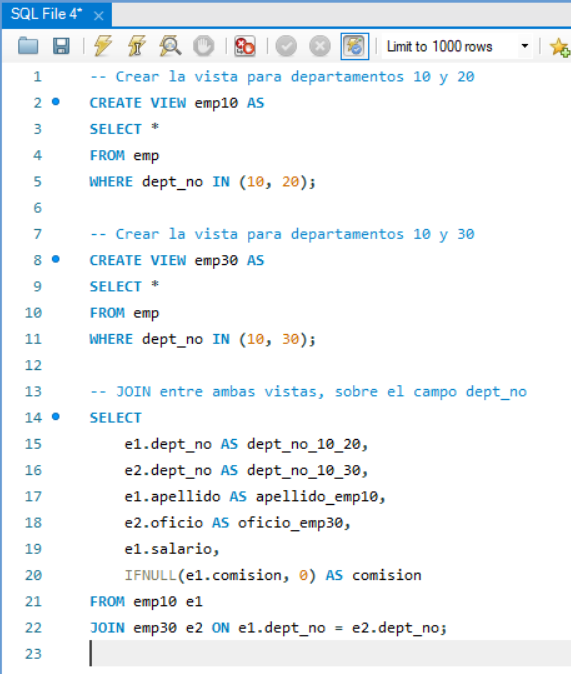 SQL File 4*
Limit to 1000 rows
1 -- Crear la vista para departamentos 10 y 20
2 CREATE VIEW emp10 AS
3 SELECT *
4 FROM emp
5 WHERE dept_no IN (10, 20);
6
7 -- Crear la vista para departamentos 10 y 30
8 CREATE VIEW emp30 AS
9 SELECT *
10 FROM emp
11 WHERE dept_no IN (10, 30);
12
13 -- JOIN entre ambas vistas, sobre el campo dept_no
14 SELECT
15 e1.dept_no AS dept_no_10_20,
16 e2.dept_no AS dept_no_10_30,
17 e1.apellido AS apellido_emp10,
18 e2.oficio AS oficio_emp30,
19 e1.salario,
20 IFNULL(e1.comision, 0) AS comision
21 FROM emp10 e1
22 JOIN emp30 e2 ON e1.dept_no = e2.dept_no;
23